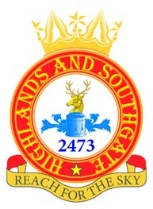 HIGHLANDS AND SOUTHGATE
2473
REACH FOR THE SKY